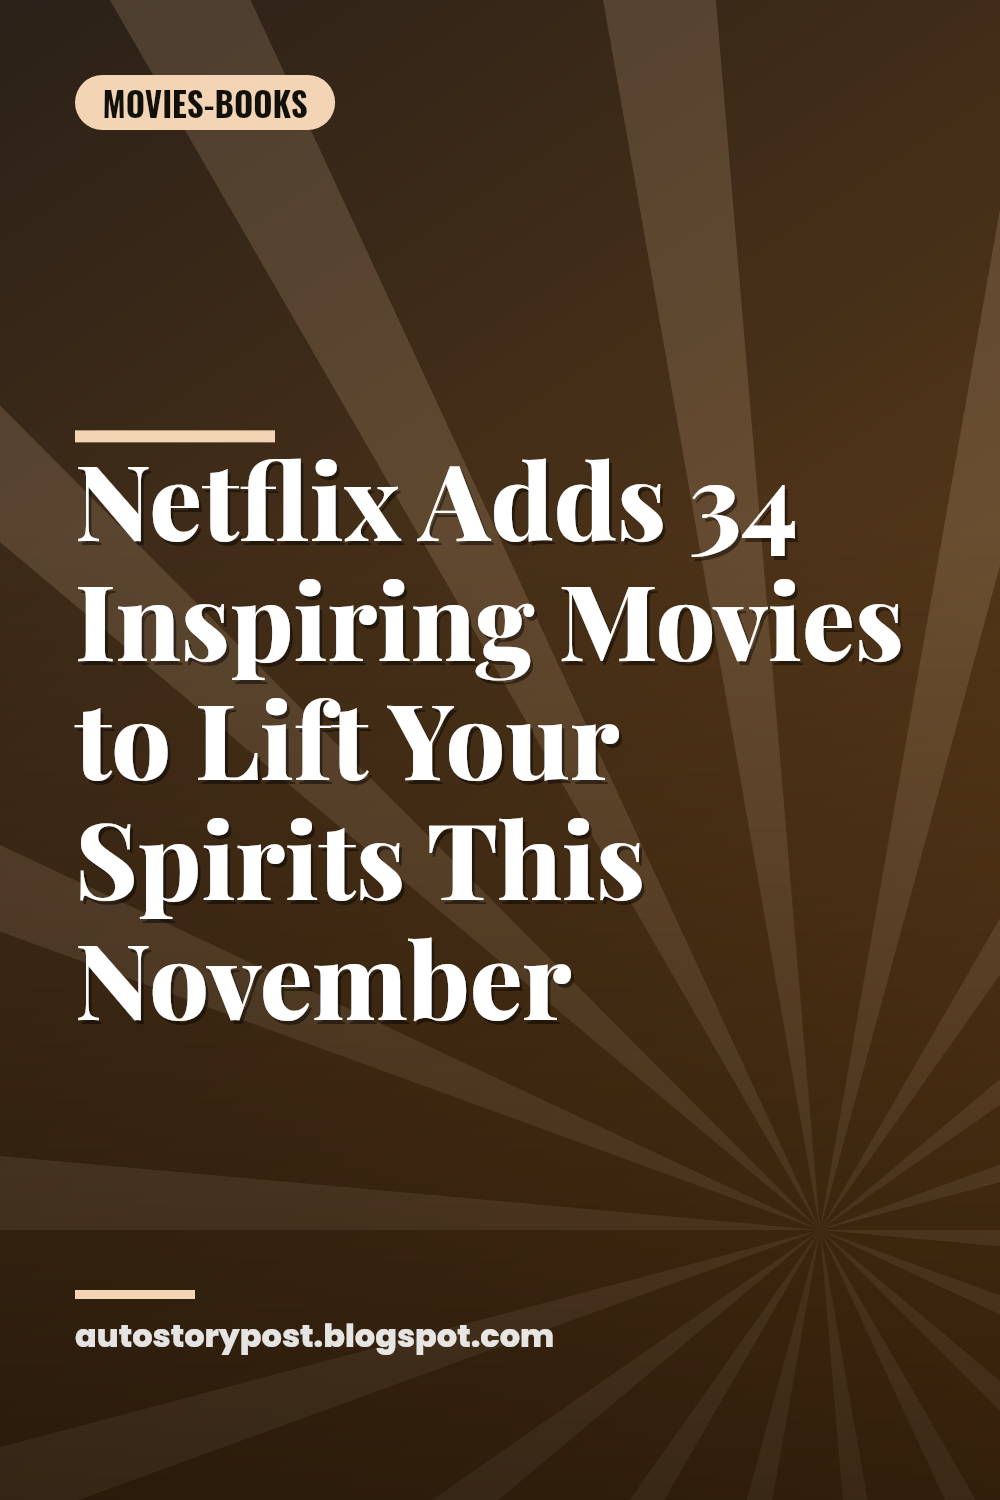 MOVIES-BOOKS
Netflix Adds 34
Inspiring Movies
to Lift Your
Spirits This
November
autostorypost.blogspot.com